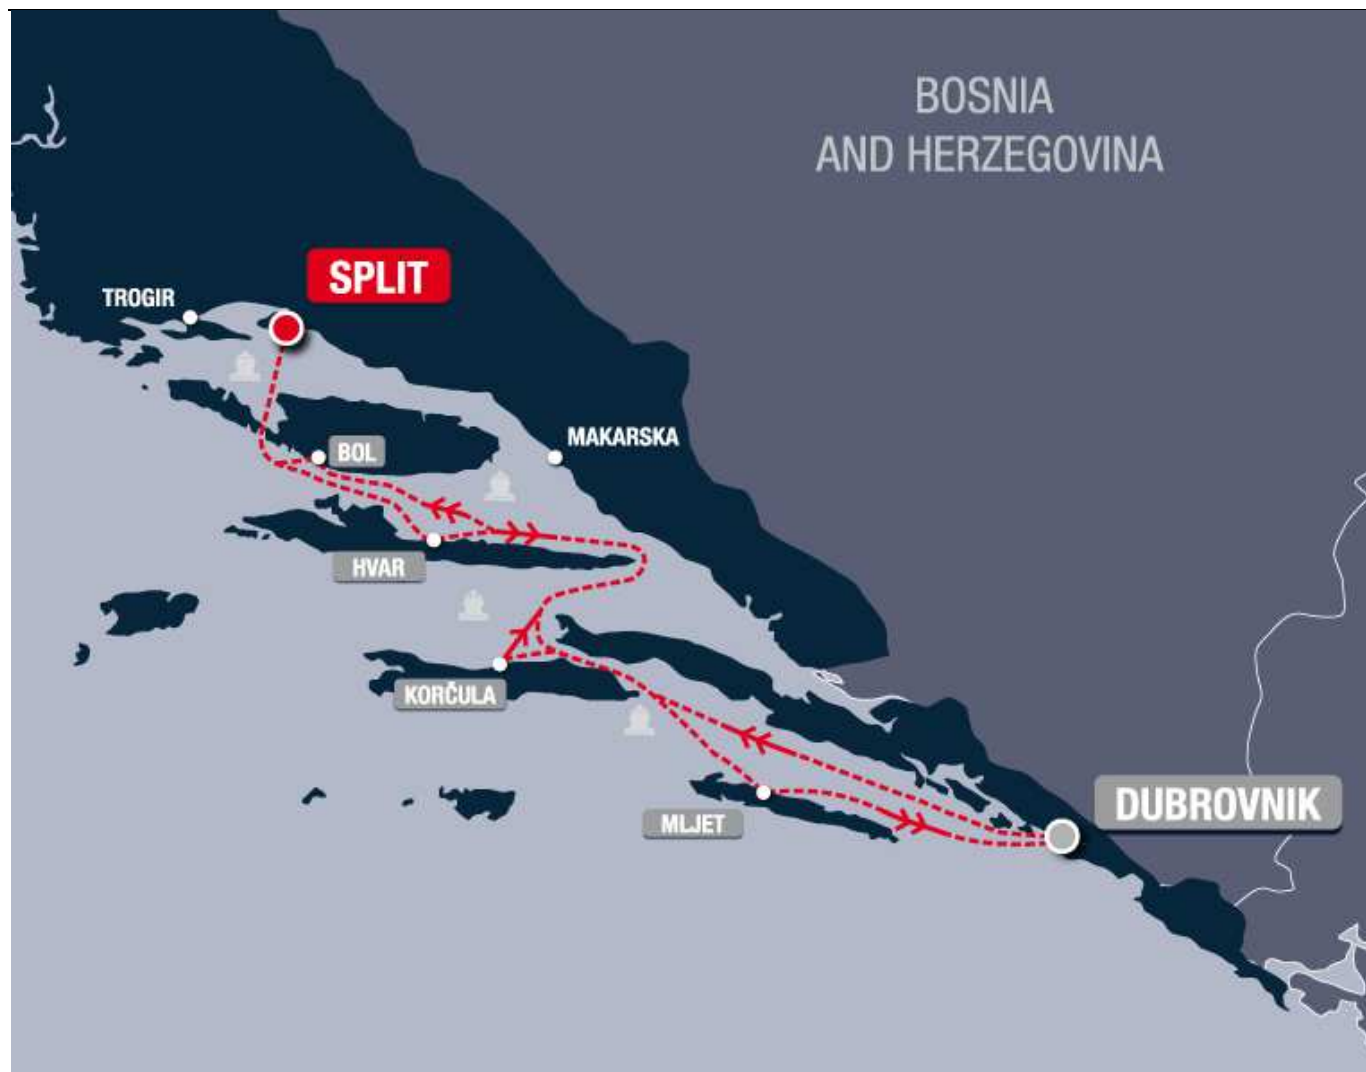 BOSNIA
AND HERZEGOVINA
SPLIT
TROGIR
MAKARSKA
BOL
HVAR
KORČULA
MLJET
DUBROVNIK